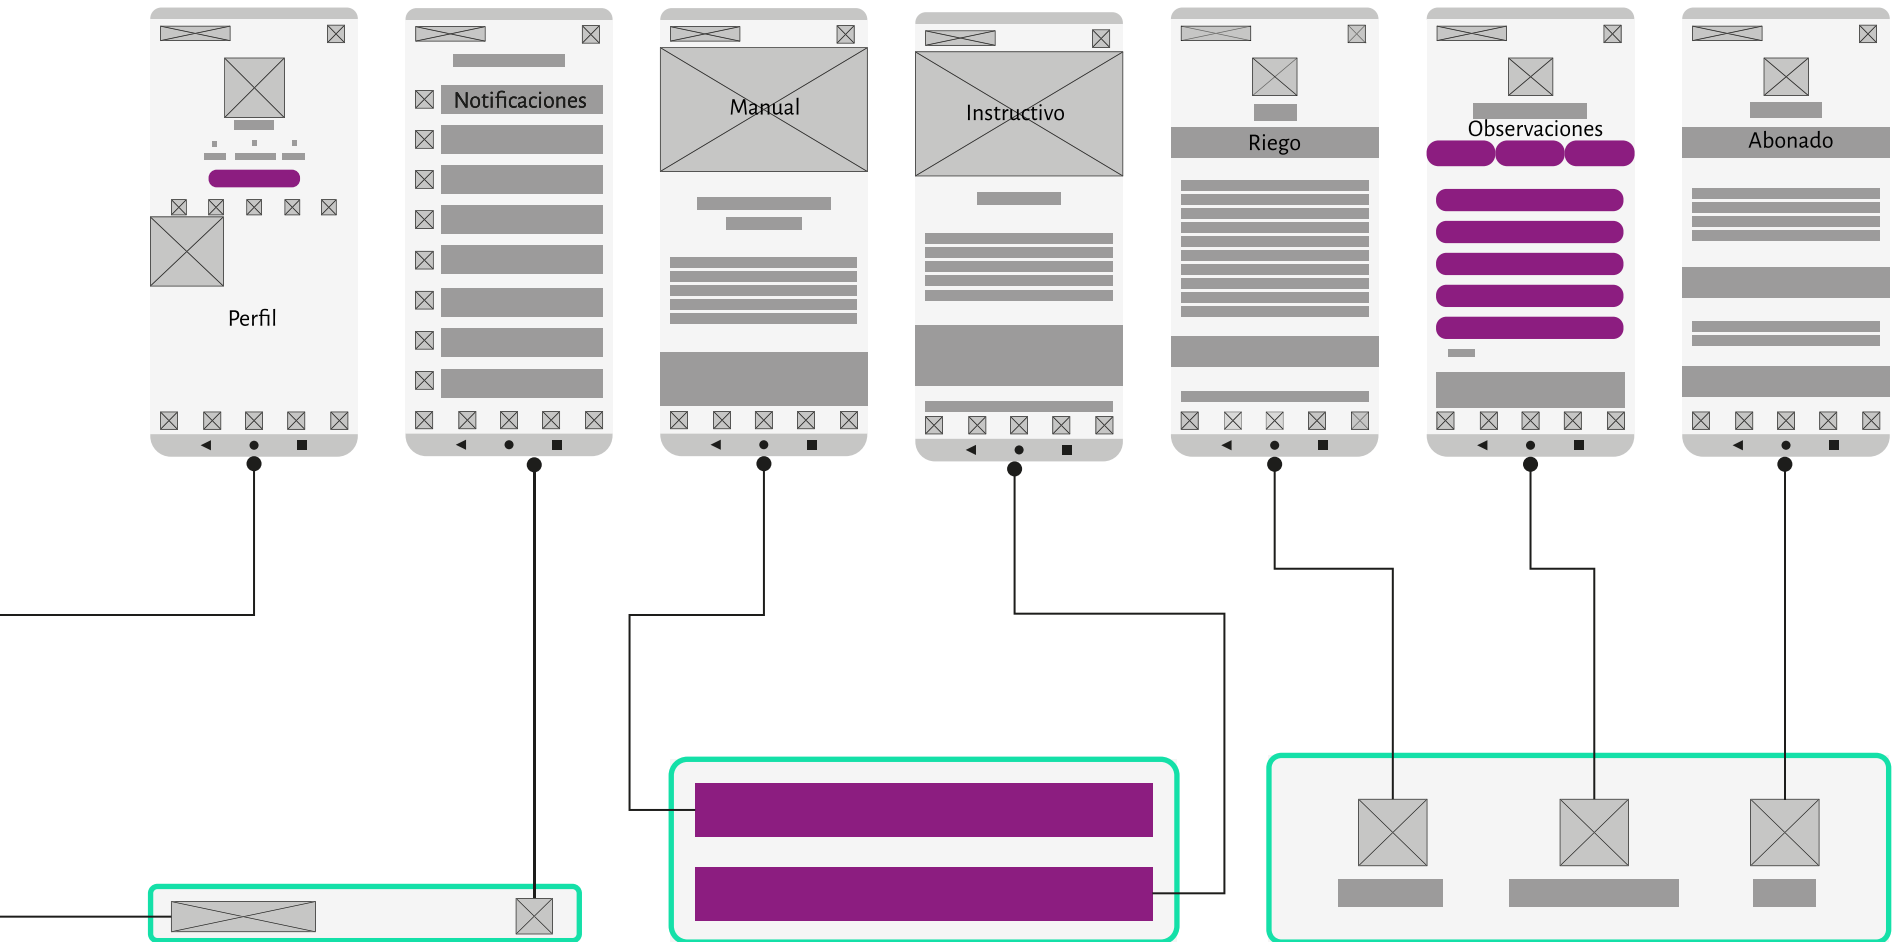 Notificaciones
Manual
Instructivo
Riego
Observaciones
Abonado
Perfil